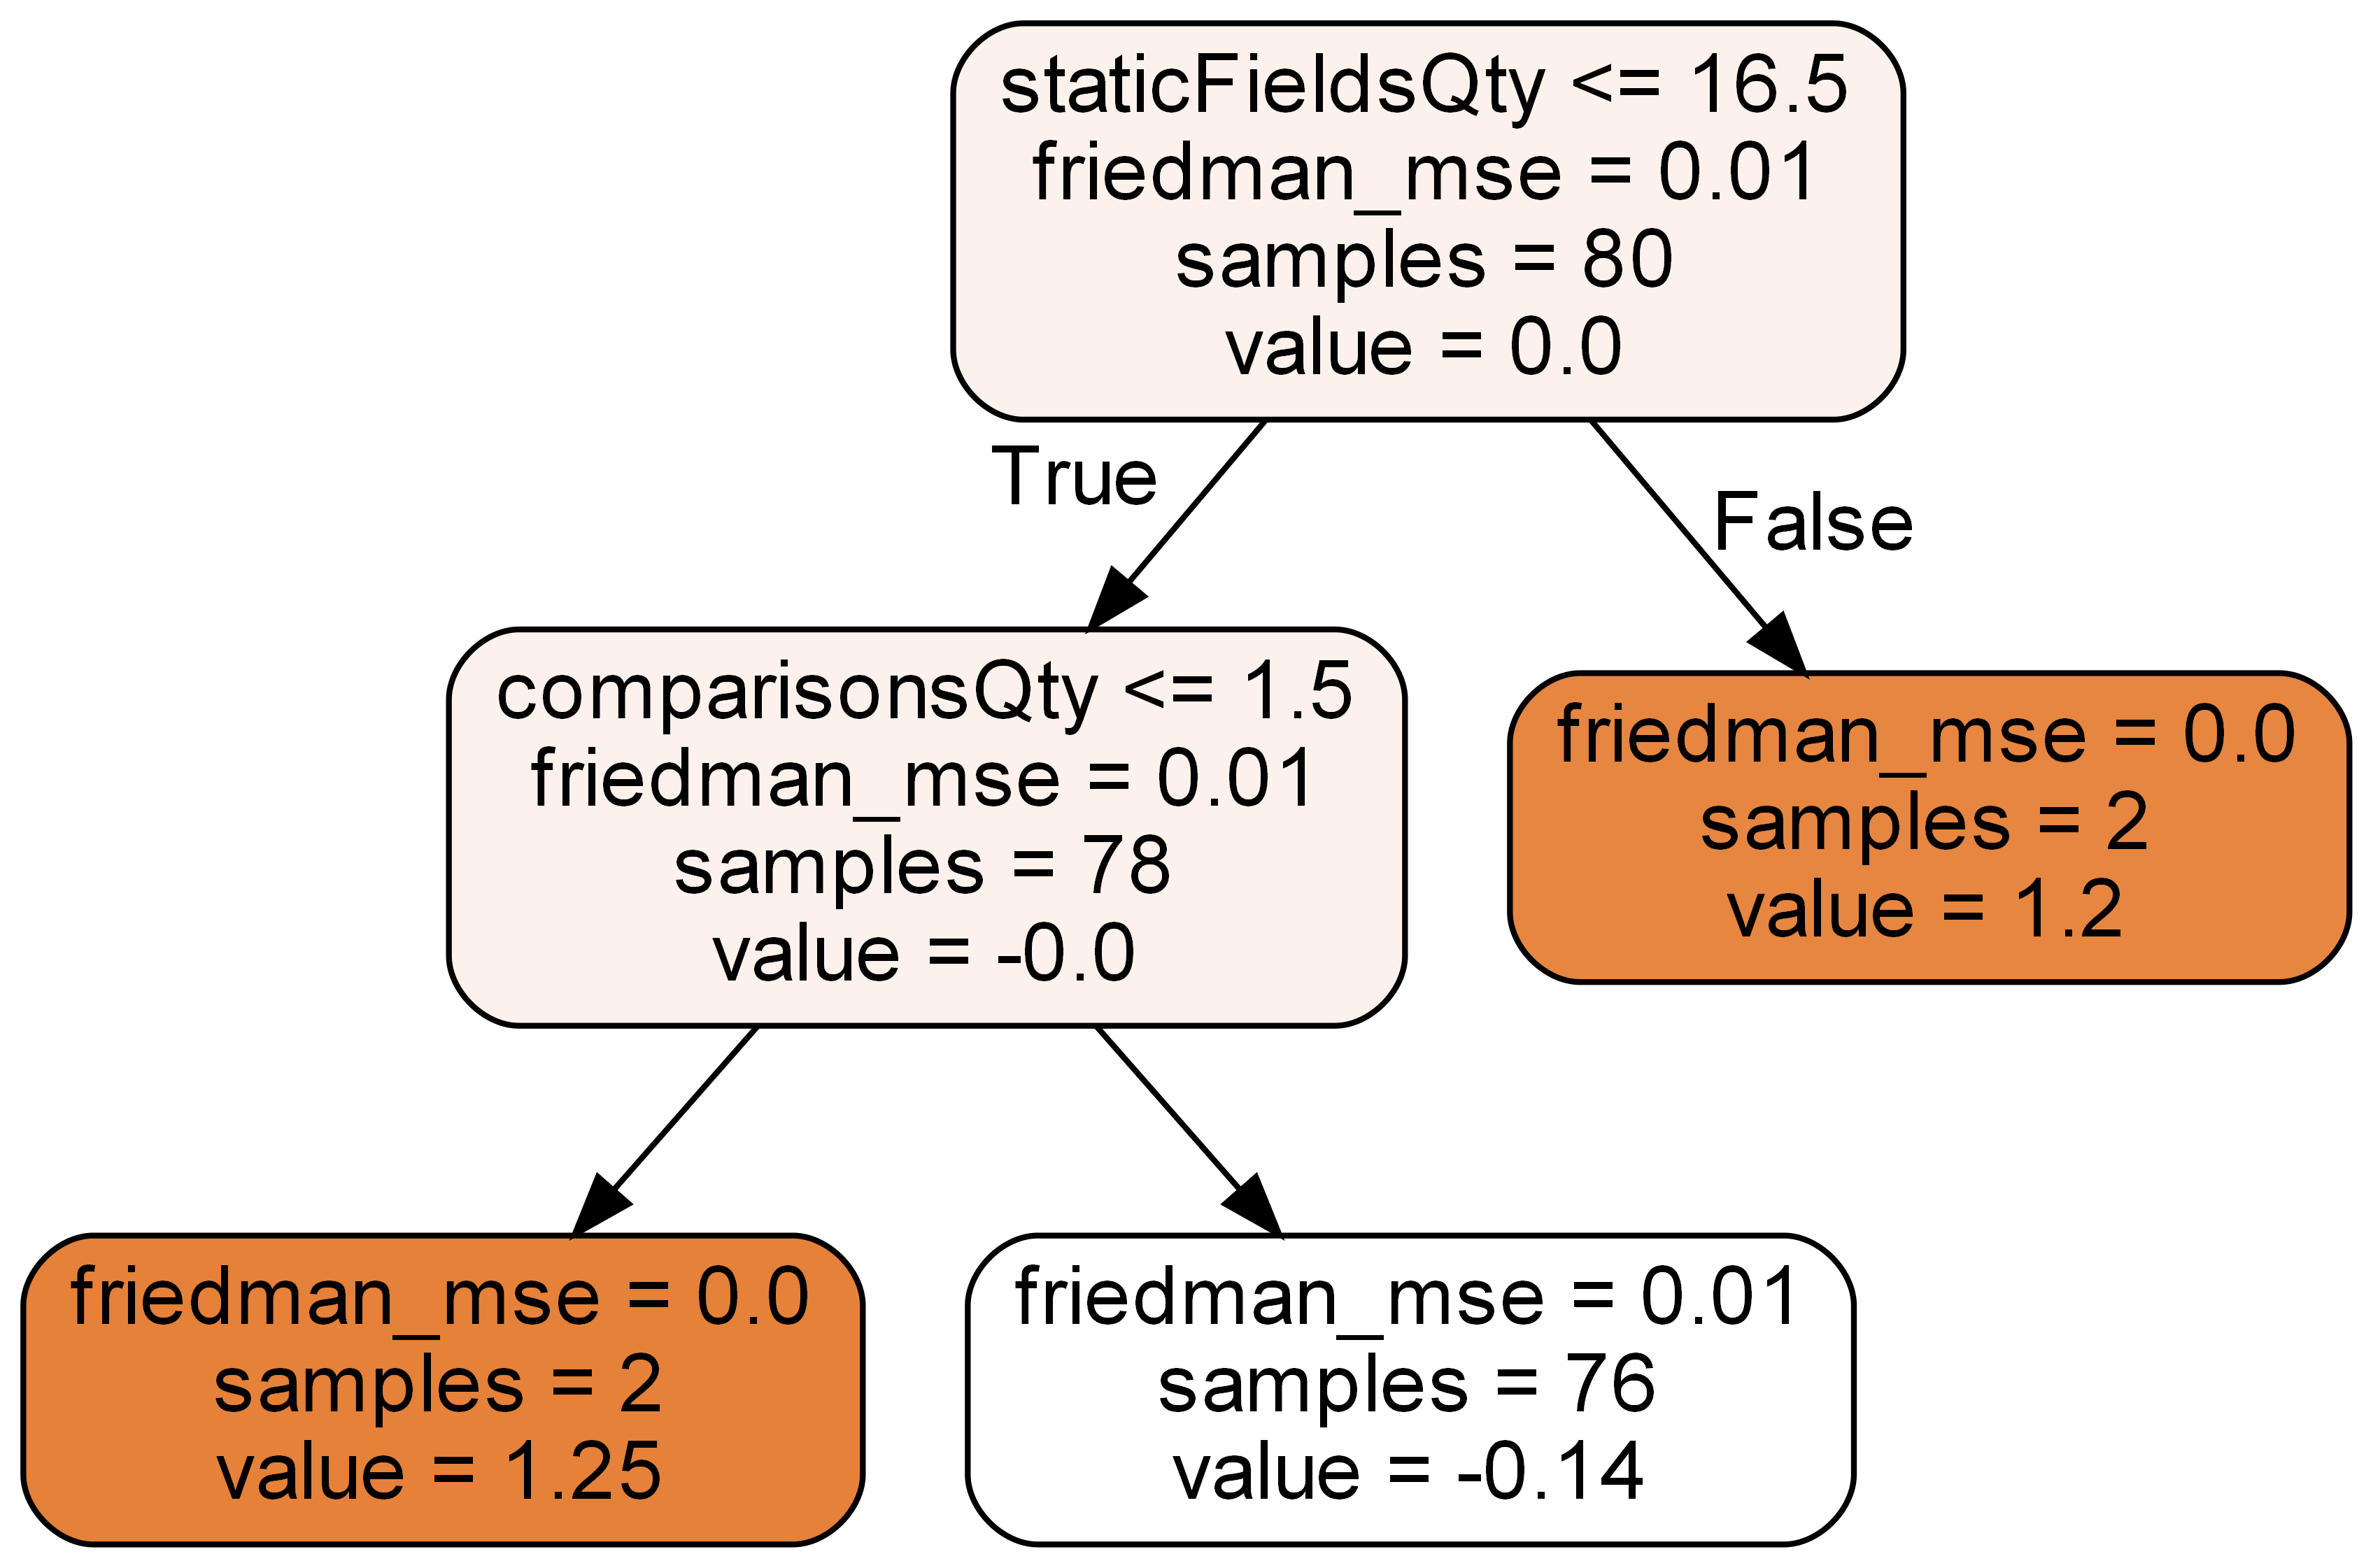 staticFieldsQty <= 16.5
friedman_mse = 0.01
samples = 80
value = 0.0
True
False
comparisonsQty <= 1.5
friedman_mse = 0.01
samples = 78
value = -0.0
friedman_mse = 0.0
samples = 2
value = 1.2
friedman_mse = 0.0
samples = 2
value = 1.25
friedman_mse = 0.01
samples = 76
value = -0.14